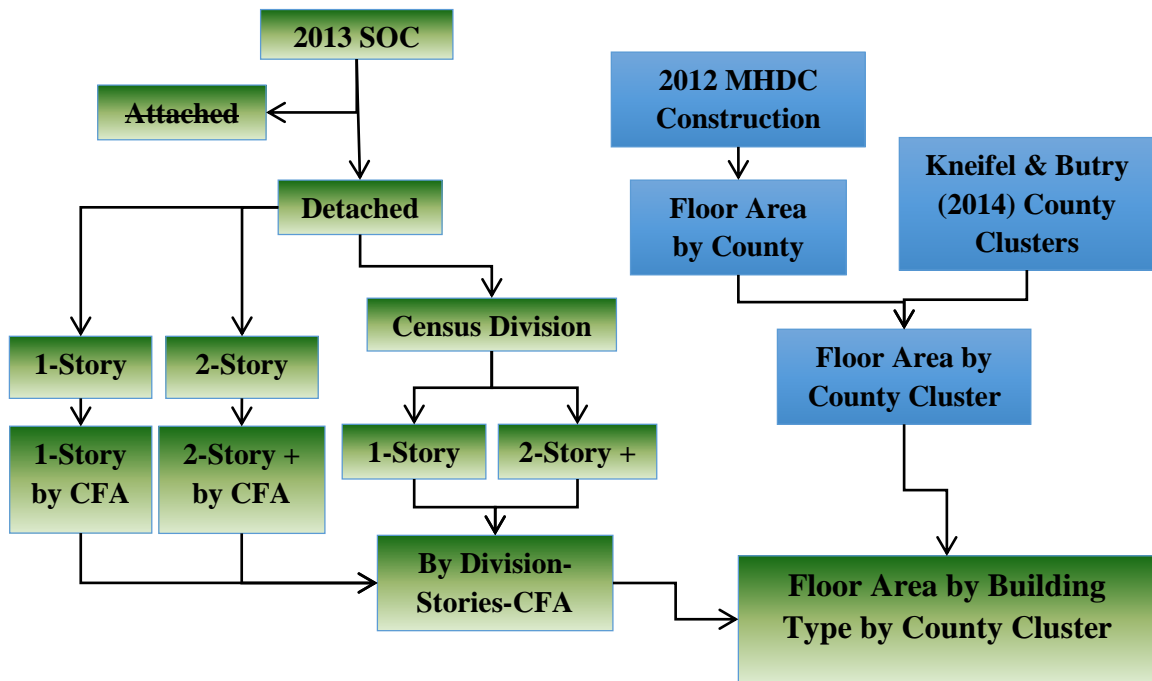 2013 SOC
Attached
2012 MHDC
Construction
Kneifel & Butry
(2014) County
Clusters
Detached
Floor Area
by County
Census Division
1-Story
2-Story
Floor Area by
County Cluster
1-Story
by CFA
2-Story +
by CFA
1-Story
2-Story +
By Division-
Stories-CFA
Floor Area by Building
Type by County Cluster